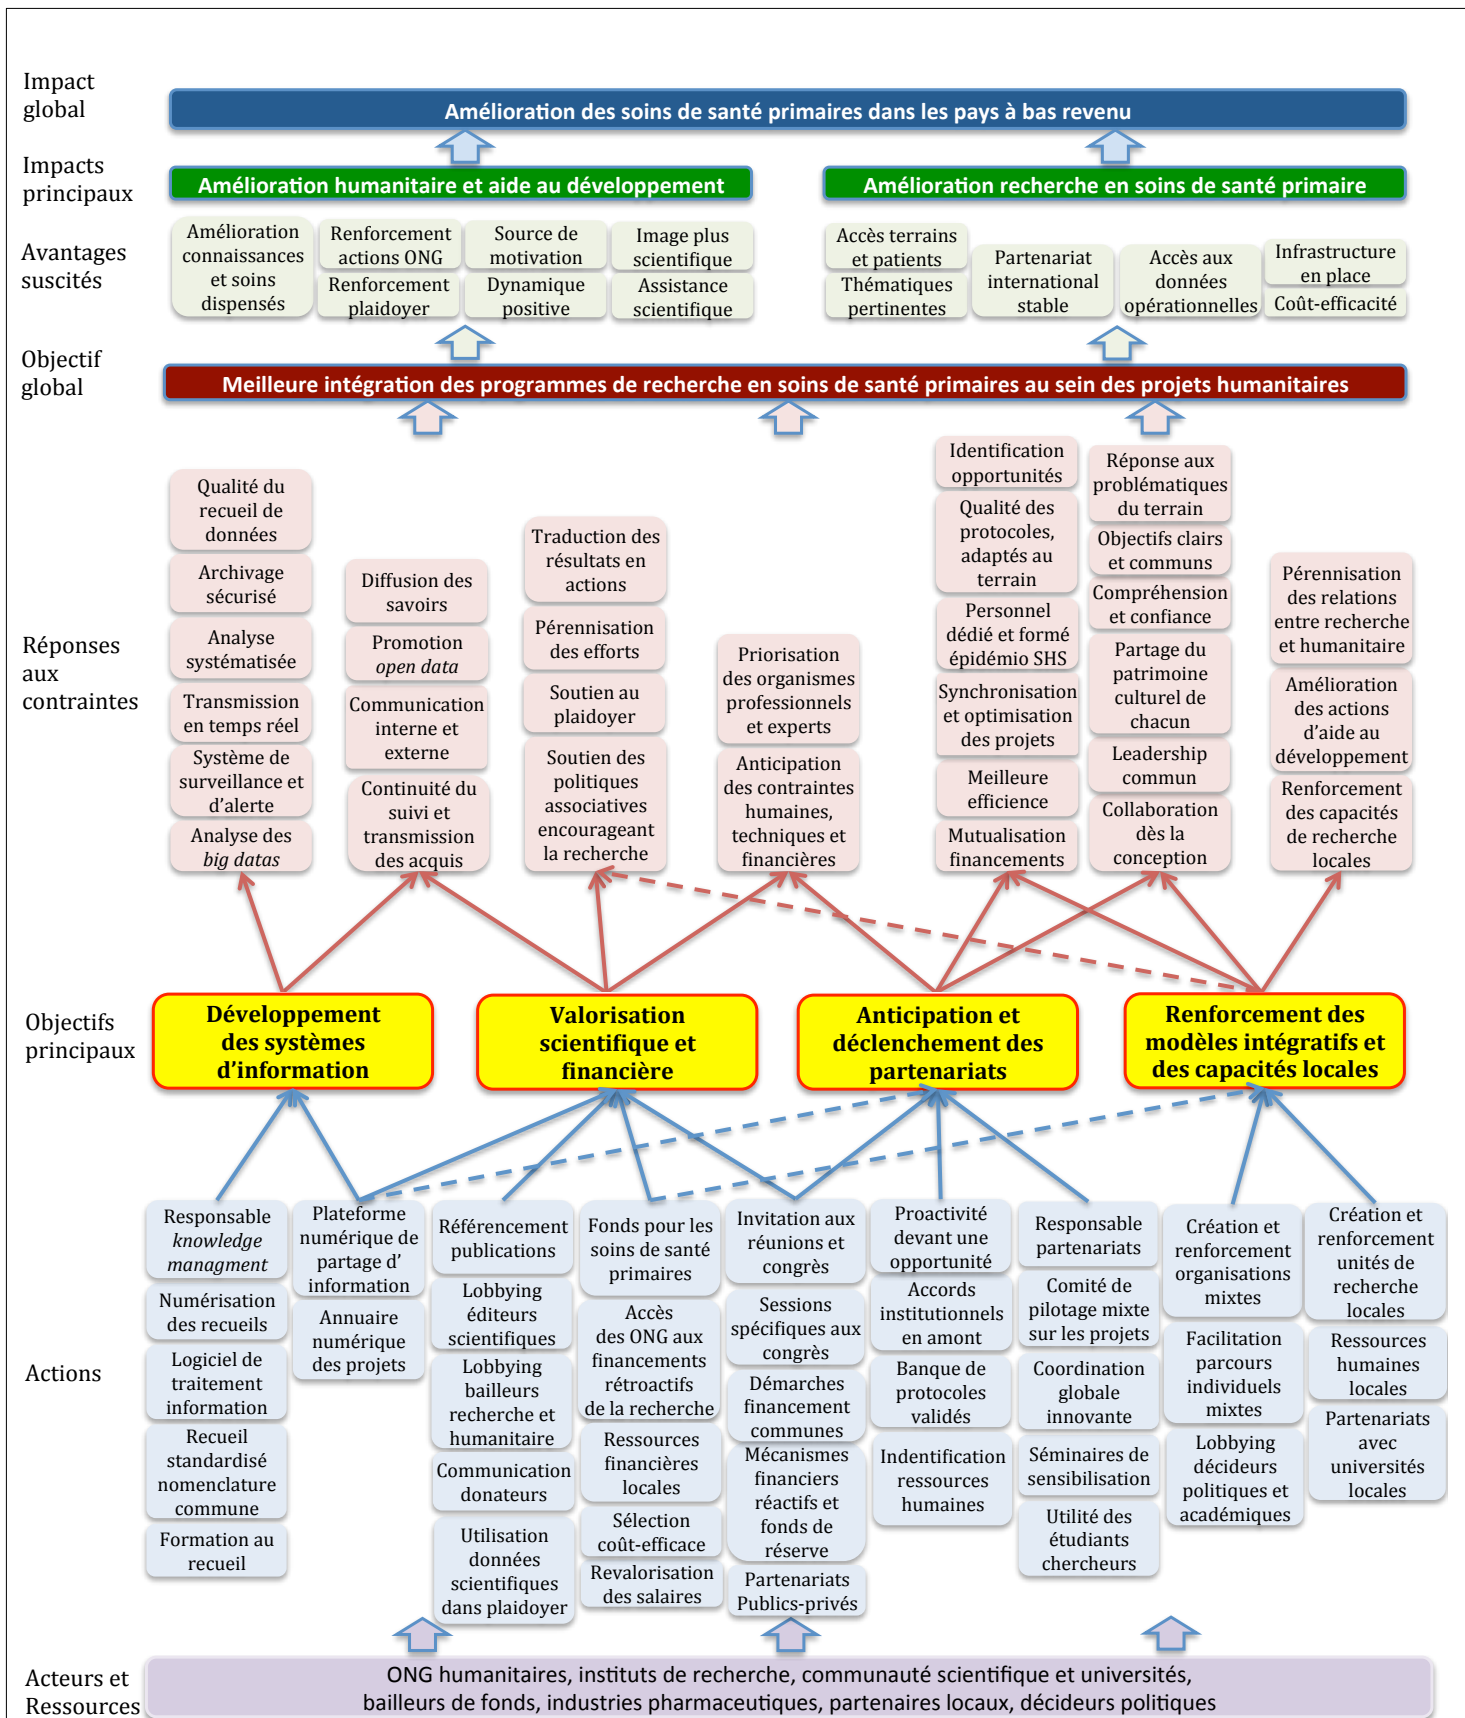 Impact
global
Amélioration des soins de santé primaires dans les pays à bas revenu
Impacts
principaux
Amélioration humanitaire et aide au développement
Amélioration recherche en soins de santé primaire
Avantages
suscités
Amélioration
connaissances
et soins
dispensés
Renforcement
actions ONG
Renforcement
plaidoyer
Source de
motivation
Dynamique
positive
Image plus
scientifique
Assistance
scientifique
Accès terrains
et patients
Thématiques
pertinentes
Partenariat
international
stable
Accès aux
données
opérationnelles
Infrastructure
en place
Coût-efficacité
Objectif
global
Meilleure intégration des programmes de recherche en soins de santé primaires au sein des projets humanitaires
Réponses
aux
contraintes
Qualité du
recueil de
données
Archivage
sécurisé
Analyse
systématisée
Transmission
en temps réel
Système de
surveillance et
d'alerte
Analyse des
big datas
Diffusion des
savoirs
Promotion
open data
Communication
interne et
externe
Continuité du
suivi et
transmission
des acquis
Traduction des
résultats en
actions
Pérennisation
des efforts
Soutien au
plaidoyer
Soutien des
politiques
associatives
encourageant
la recherche
Priorisation
des organismes
professionnels
et experts
Anticipation
des contraintes
humaines,
techniques et
financières
Identification
opportunités
Qualité des
protocoles,
adaptés au
terrain
Personnel
dédié et formé
épidémio SHS
Synchronisation
et optimisation
des projets
Meilleure
efficience
Mutualisation
financements
Réponse aux
problématiques
du terrain
Objectifs clairs
et communs
Compréhension
et confiance
Partage du
patrimoine
culturel de
chacun
Leadership
commun
Collaboration
dès la
conception
Pérennisation
des relations
entre recherche
et humanitaire
Amélioration
des actions
d'aide au
développement
Renforcement
des capacités
de recherche
locales
Objectifs
principaux
Développement
des systèmes
d'information
Valorisation
scientifique et
financière
Anticipation et
déclenchement des
partenariats
Renforcement des
modèles intégratifs et
des capacités locales
Actions
Responsable
knowledge
managment
Numérisation
des recueils
Logiciel de
traitement
information
Recueil
standardisé
nomenclature
commune
Formation au
recueil
Plateforme
numérique de
partage d'
information
Annuaire
numérique
des projets
Référencement
publications
Lobbying
éditeurs
scientifiques
Lobbying
bailleurs
recherche et
humanitaire
Communication
donateurs
Utilisation
données
scientifiques
dans plaidoyer
Fonds pour les
soins de santé
primaires
Accès
des ONG aux
financements
rétroactifs
de la recherche
Ressources
financières
locales
Sélection
coût-efficace
Revalorisation
des salaires
Invitation aux
réunions et
congrès
Sessions
spécifiques aux
congrès
Démarches
financement
communes
Mécanismes
financiers
réactifs et
fonds de
réserve
Partenariats
Publics-privés
Proactivité
devant une
opportunité
Accords
institutionnels
en amont
Banque de
protocoles
validés
Indentification
ressources
humaines
Responsable
partenariats
Comité de
pilotage mixte
sur les projets
Coordination
globale
innovante
Séminaires de
sensibilisation
Utilité des
étudiants
chercheurs
Création et
renforcement
organisations
mixtes
Facilitation
parcours
individuels
mixtes
Lobbying
décideurs
politiques et
académiques
Création et
renforcement
unités de
recherche
locales
Ressources
humaines
locales
Partenariats
avec
universités
locales
Acteurs et
Ressources
ONG humanitaires, instituts de recherche, communauté scientifique et universités,
bailleurs de fonds, industries pharmaceutiques, partenaires locaux, décideurs politiques